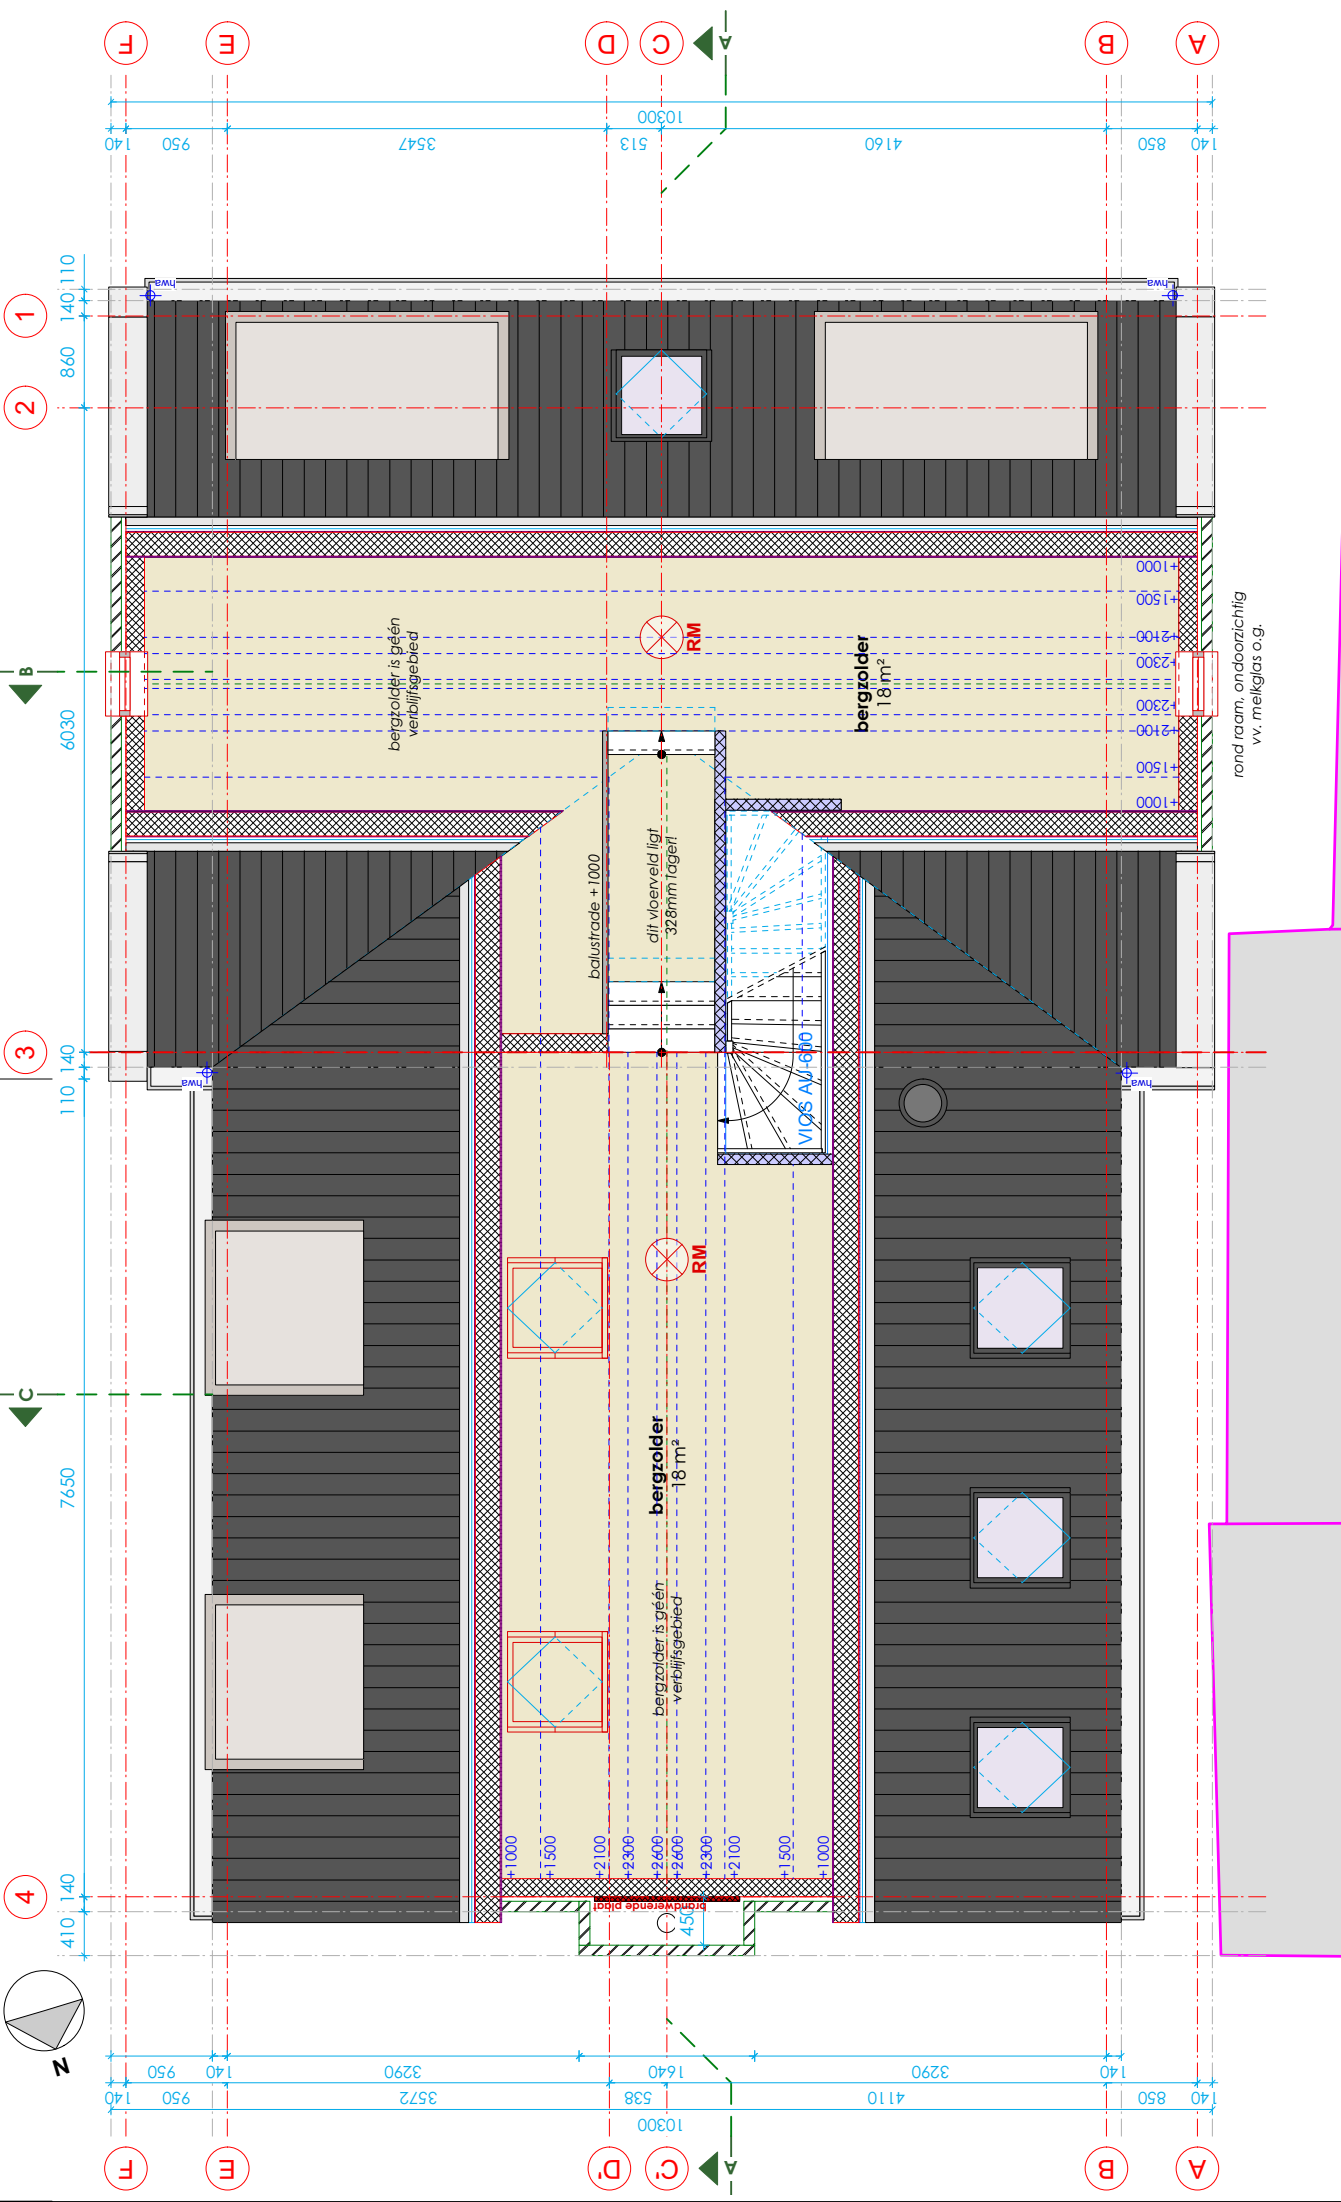 F
E
D
C
B
A
A
10300
140
950
3547
513
4160
850
140
1
2
3
4
110
140
860
6030
140
110
7650
140
410
B
C
hwa
hwa
bergzolder is géén
verblijfsgebied
RM
bergzolder
18 m²
+1000
+1500
+2100
+2300
+2300
+2100
+1500
+1000
rond raam, ondoorzichtig
vv. melkglas o.g.
balustrade +1000
dit vloerveld ligt
328mm lager!
VIOS AU-600
hwa
hwa
RM
bergzolder
18 m²
bergzolder is géén
verblijfsgebied
+1000
+1500
+2100
+2300
+2600
+2600
+2300
+2100
+1500
+1000
brandwerende plaat
450
N
950
140
3290
1640
3290
140
140
950
3572
538
4110
850
140
10300
F
E
D'
C'
A
B
A